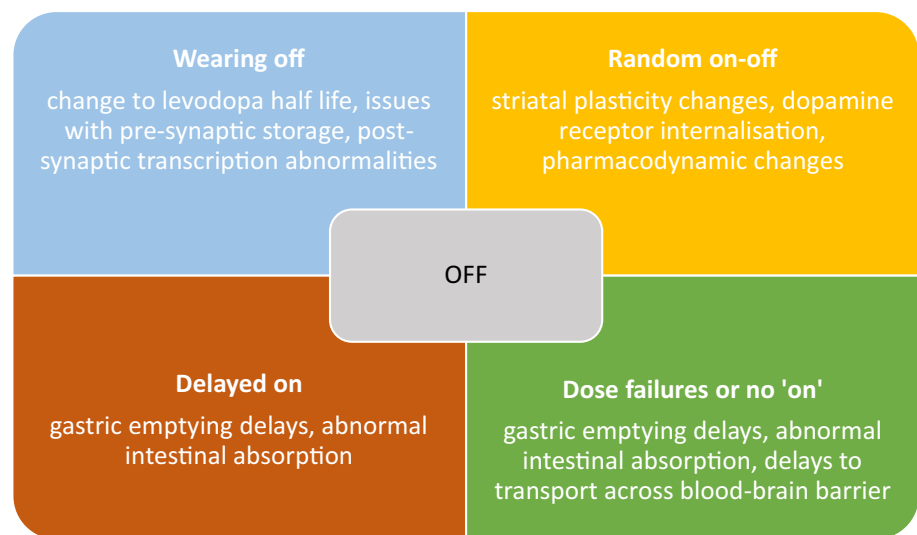 Wearing off
change to levodopa half life, issues
with pre-synaptic storage, post-
synaptic transcription abnormalities
Random on-off
striatal plasticity changes, dopamine
receptor internalisation,
pharmacodynamic changes
OFF
Delayed on
gastric emptying delays, abnormal
intestinal absorption
Dose failures or no 'on'
gastric emptying delays, abnormal
intestinal absorption, delays to
transport across blood-brain barrier